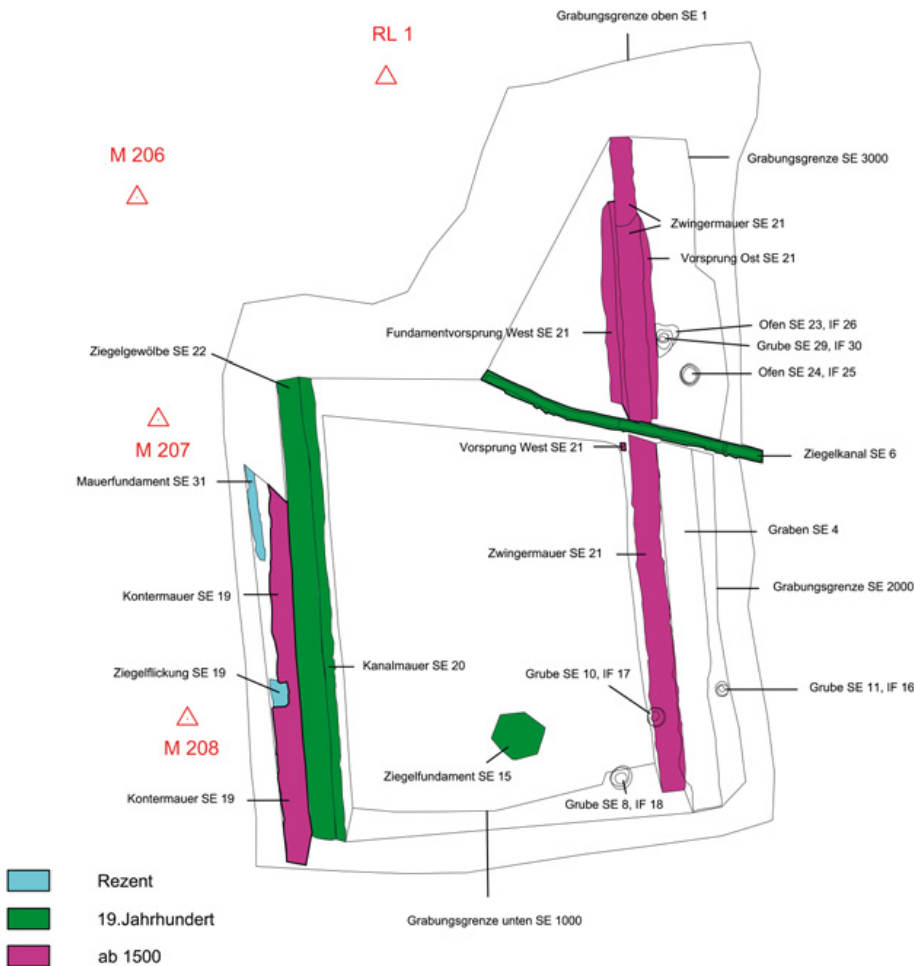 Grabungsgrenze oben SE 1
RL 1
M 206
Grabungsgrenze SE 3000
Zwingermauer SE 21
Vorsprung Ost SE 21
Ofen SE 23, IF 26
Fundamentvorsprung West SE 21
Grube SE 29, IF 30
Ziegelgewölbe SE 22
Ofen SE 24, IF 25
M 207
Vorsprung West SE 21
Ziegelkanal SE 6
Mauerfundament SE 31
Graben SE 4
Zwingermauer SE 21
Grabungsgrenze SE 2000
Kontermauer SE 19
Kanalmauer SE 20
Ziegelflickung SE 19
Grube SE 10, IF 17
Grube SE 11, IF 16
M 208
Ziegelfundament SE 15
Kontermauer SE 19
Grube SE 8, IF 18
Rezent
19.Jahrhundert
Grabungsgrenze unten SE 1000
ab 1500